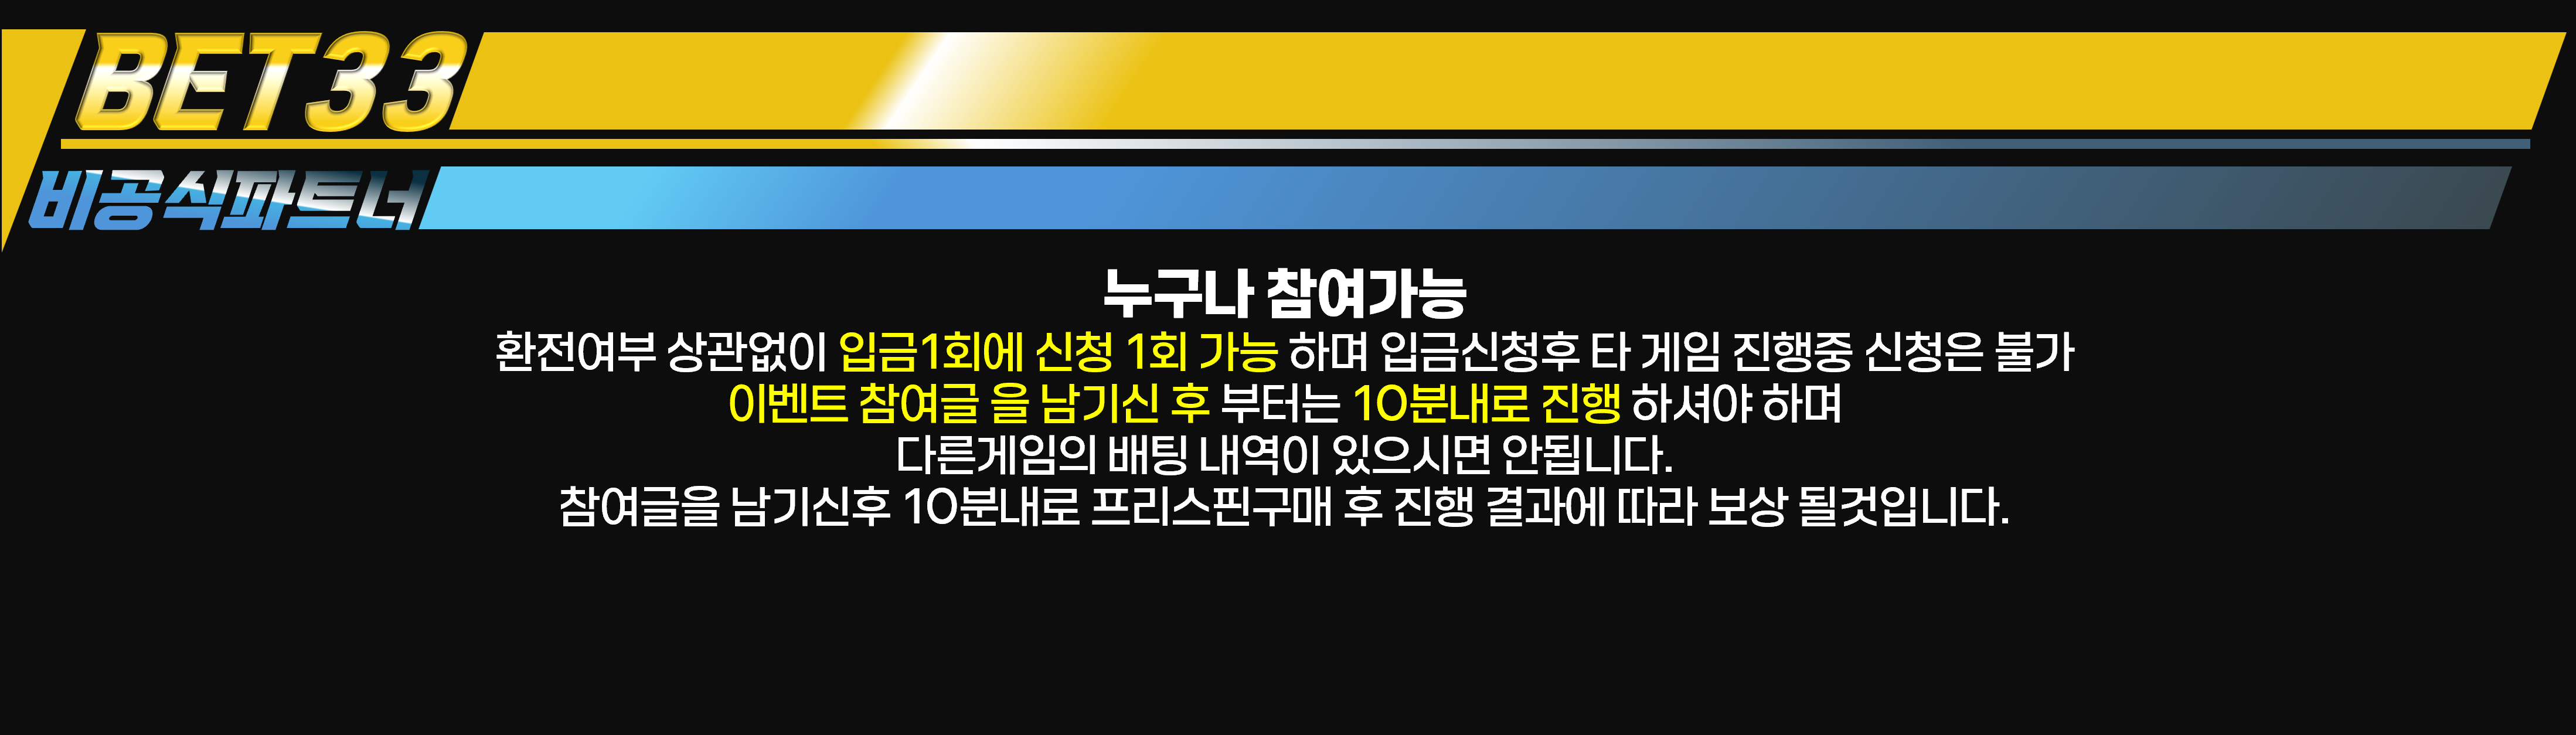 BET33
비공식파트너
누구나 참여가능
환전여부 상관없이 입금1회에 신청 1회 가능 하며 입금신청후 타 게임 진행중 신청은 불가
이벤트 참여글 을 남기신 후 부터는 10분내로 진행 하셔야 하며
다른게임의 배팅 내역이 있으시면 안됩니다.
참여글을 남기신후 10분내로 프리스핀구매 후 진행 결과에 따라 보상 될것입니다.